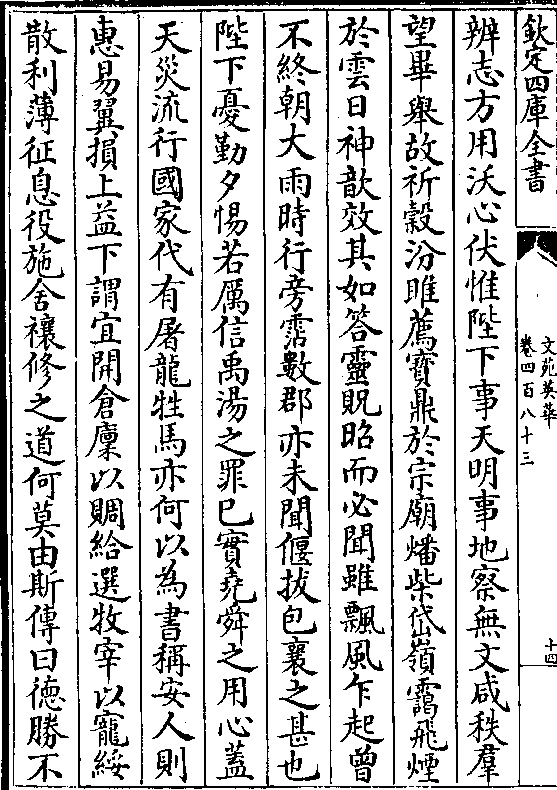 欽定四庫全書
文苑英華
卷四百八十三
十四
辨志方用沃心伏惟陛下事天明事地察無文咸秩羣
望畢舉故祈穀汾雎薦寶鼎於宗廟燔柴岱嶺靄飛煙
於雲日神歆效其如答靈貺昭而必聞雖飄風乍起曾
不終朝大雨時行旁霑數郡亦未聞偃拔包襄之甚也
陛下憂勤夕惕若厲信禹湯之罪巳實堯舜之用心蓋
天災流行國家代有屠龍牲馬亦何以為書稱安人則
惠易翼損上益下謂宜開倉廩以賙給選牧宰以寵綏
散利薄征息役施舍禳修之道何莫由斯傳曰德勝不